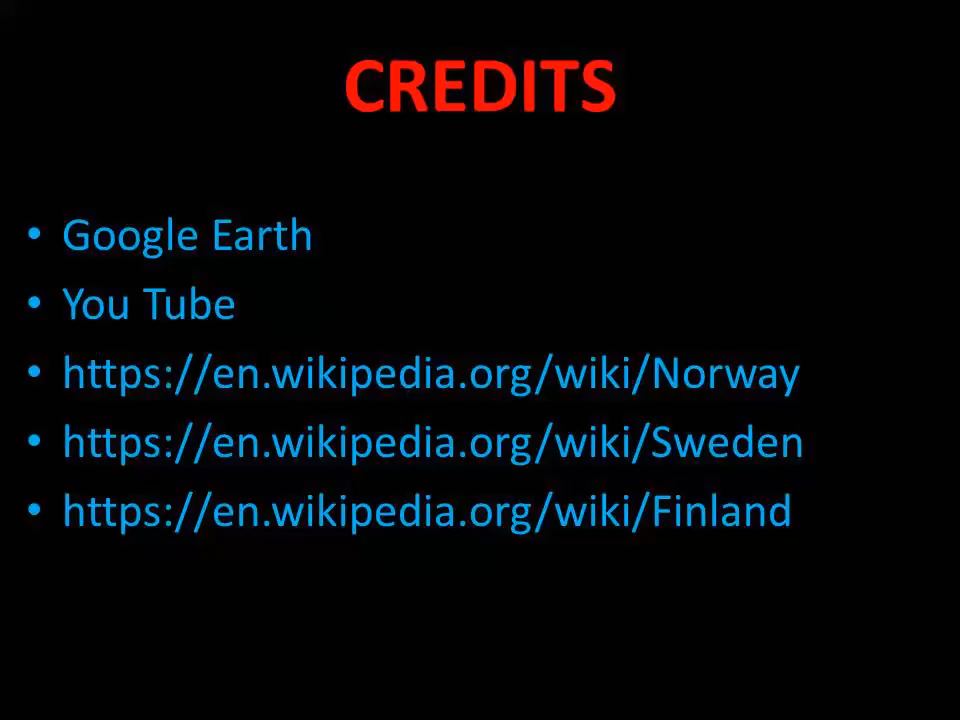 CREDITS
• Google Earth
• You Tube
• https://en.wikipedia.org/wiki/Norway
• https://en.wikipedia.org/wiki/Sweden
• https://en.wikipedia.org/wiki/Finland